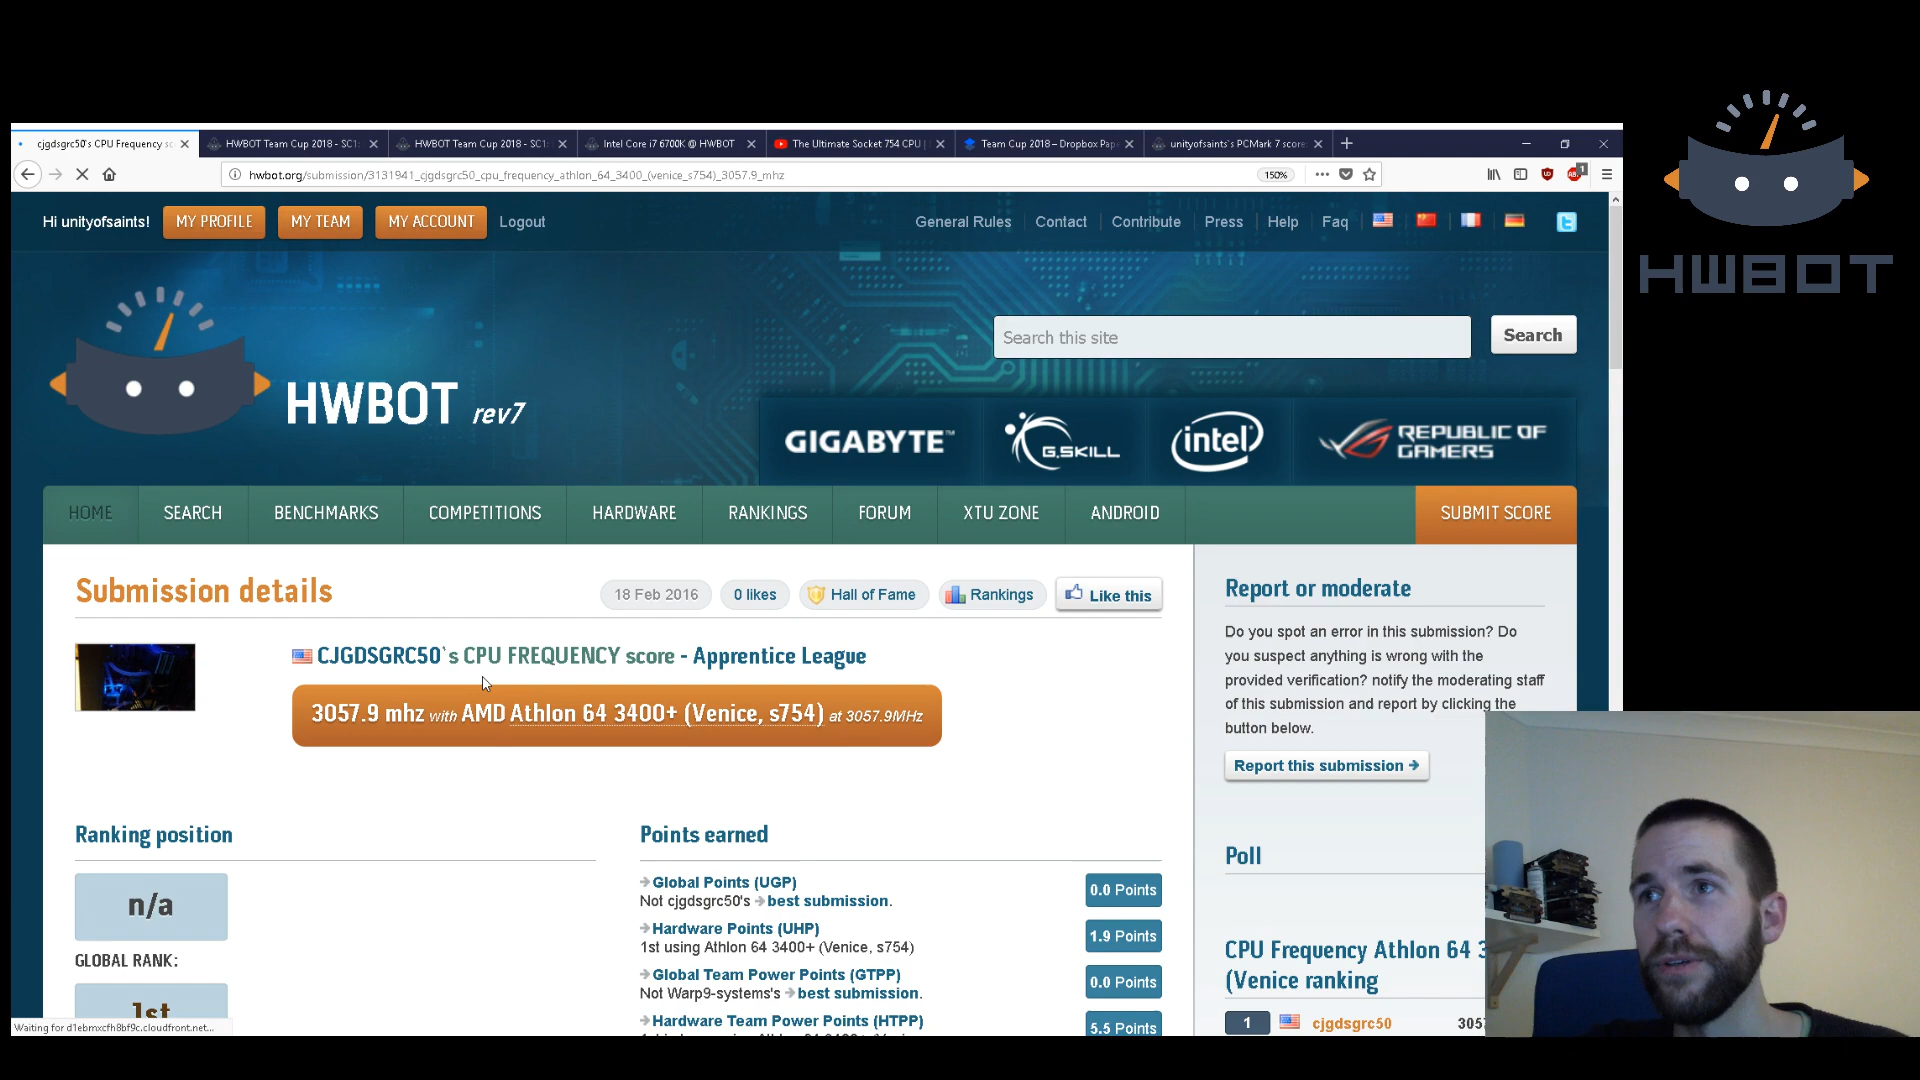 cjgdsgrc50's CPU Frequency sc
HWBOT Team Cup 2018 - SC1:
HWBOT Team Cup 2018 - SC1:
Intel Core i7 6700K @ HWBOT
The Ultimate Socket 754 CPU |
Team Cup 2018 – Dropbox Pap
unityofsaints's PCMark 7 score
hwbot.org/submission/3131941_cjgdsgrc50_cpu_frequency_athlon_64_3400_(venice_s754)_3057.9_mhz
150%
1
Hi unityofsaints!
MY PROFILE
MY TEAM
MY ACCOUNT
Logout
General Rules
Contact
Contribute
Press
Help
Faq
HWBOT
HWBOT rev7
Search this site
Search
GIGABYTE™
G.SKILL
intel
REPUBLIC OF
GAMERS
HOME
SEARCH
BENCHMARKS
COMPETITIONS
HARDWARE
RANKINGS
FORUM
XTU ZONE
ANDROID
SUBMIT SCORE
Submission details
18 Feb 2016
0 likes
Hall of Fame
Rankings
Like this
CJGDSGRC50`s CPU FREQUENCY score - Apprentice League
3057.9 mhz with AMD Athlon 64 3400+ (Venice, s754) at 3057.9MHz
Ranking position
n/a
GLOBAL RANK:
1st
Points earned
Global Points (UGP)
0.0 Points
Not cjgdsgrc50's best submission.
Hardware Points (UHP)
1.9 Points
1st using Athlon 64 3400+ (Venice, s754)
Global Team Power Points (GTPP)
0.0 Points
Not Warp9-systems's best submission.
Hardware Team Power Points (HTPP)
5.5 Points
Report or moderate
Do you spot an error in this submission? Do
you suspect anything is wrong with the
provided verification? notify the moderating staff
of this submission and report by clicking the
button below.
Report this submission
Poll
CPU Frequency Athlon 64 3
(Venice ranking
1
cjgdsgrc50
305
Waiting for d1ebmxcfh8bf9c.cloudfront.net...